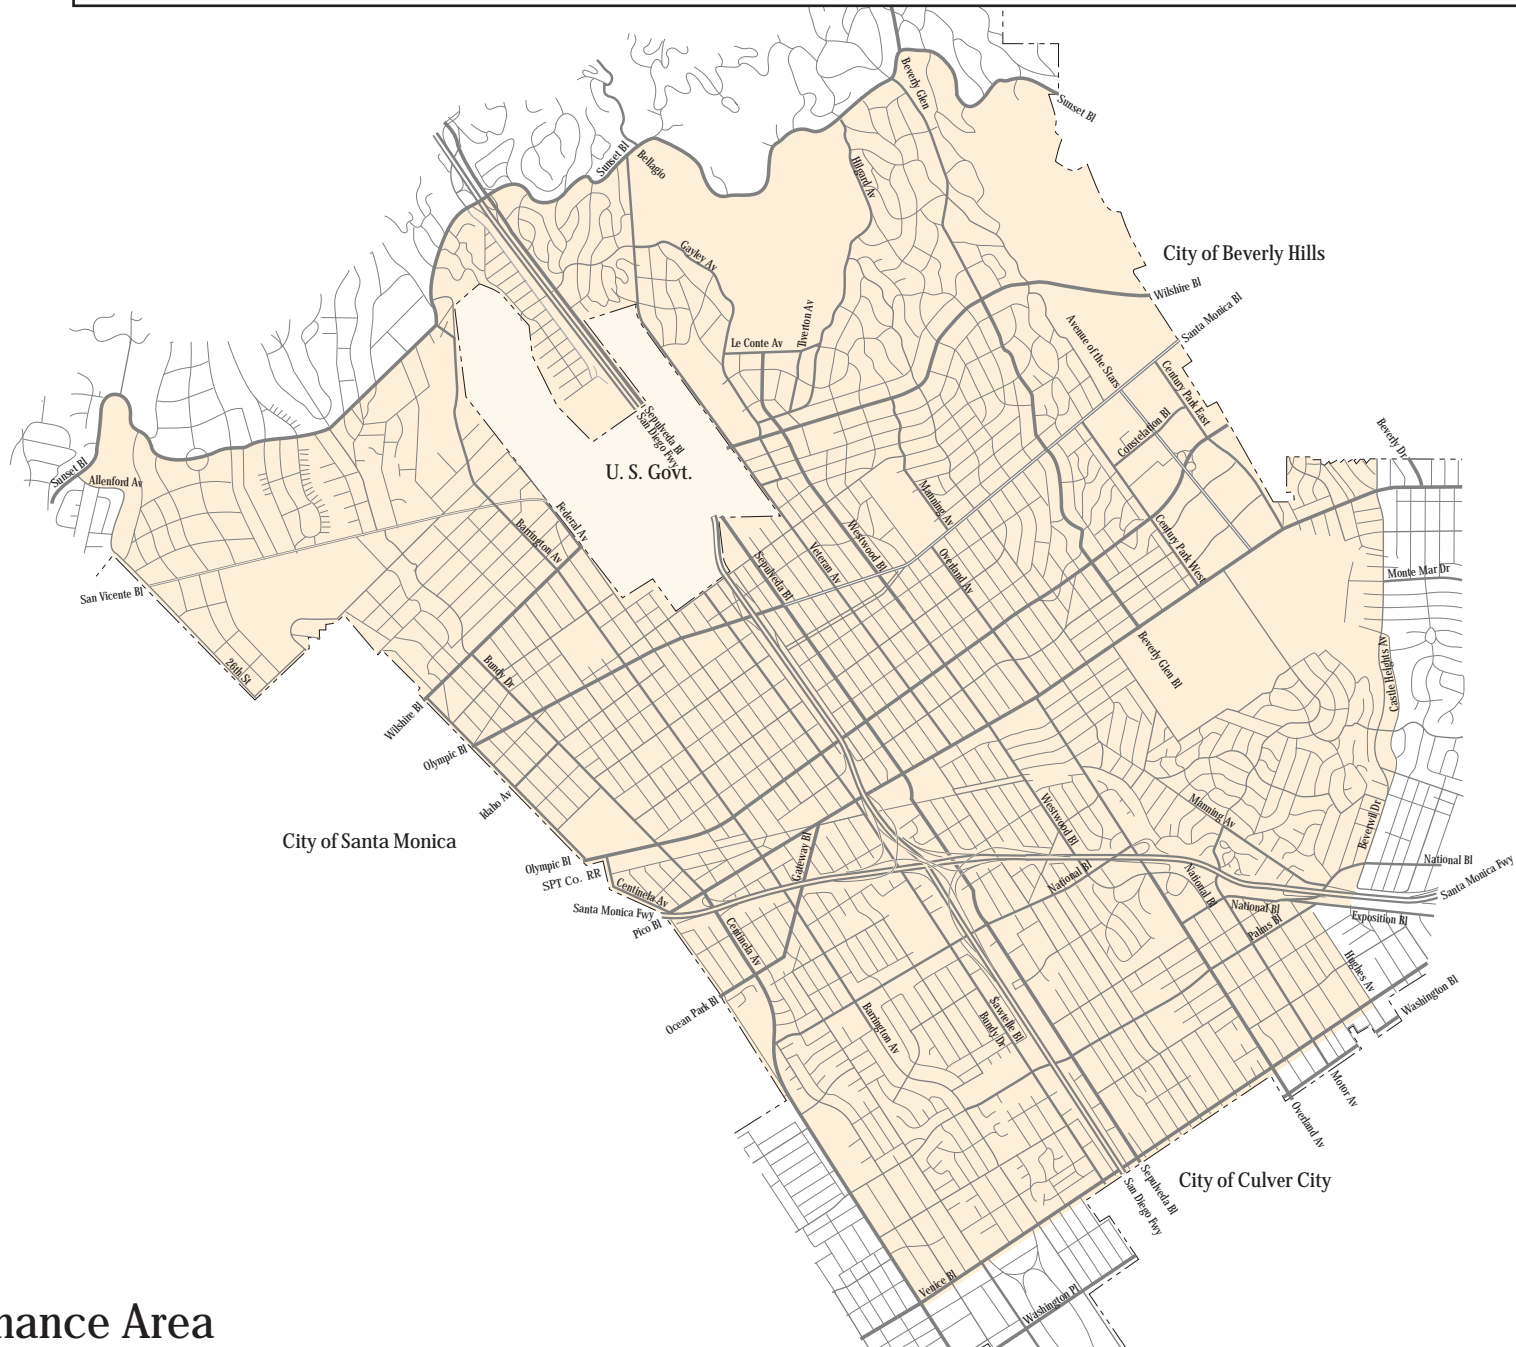 Beverly Glen
Sunset Bl
Sunset Bl
Bellagio
Hilgard Av
Gayley Av
City of Beverly Hills
Wilshire Bl
Santa Monica Bl
Tiverton Av
Le Conte Av
Avenue of the Stars
Century Park East
Constelation Bl
Sepulveda Bl
San Diego Fwy
U. S. Govt.
Beverly Dr
Sunset Bl
Allenford Av
Federal Av
Barrington Av
Manning Av
Westwood Bl
Veteran Av
Sepulveda Bl
Overland Av
Century Park West
Monte Mar Dr
San Vicente Bl
26th St
Bundy Dr
Beverly Glen Bl
Castle Heights Av
Wilshire Bl
Olympic Bl
Idaho Av
City of Santa Monica
Olympic Bl
SPT Co. RR
Centinela Av
Santa Monica Fwy
Pico Bl
Gateway Bl
Westwood Bl
Manning Av
Beverwil Dr
National Bl
National Bl
National Bl
National Bl
Santa Monica Fwy
Exposition Bl
Palms Bl
Hughes Av
Washington Bl
Centinela Av
Ocean Park Bl
Barrington Av
Sawtelle Bl
Bundy Dr
Motor Av
Overland Av
City of Culver City
Sepulveda Bl
San Diego Fwy
Venice Bl
Washington Pl
nance Area